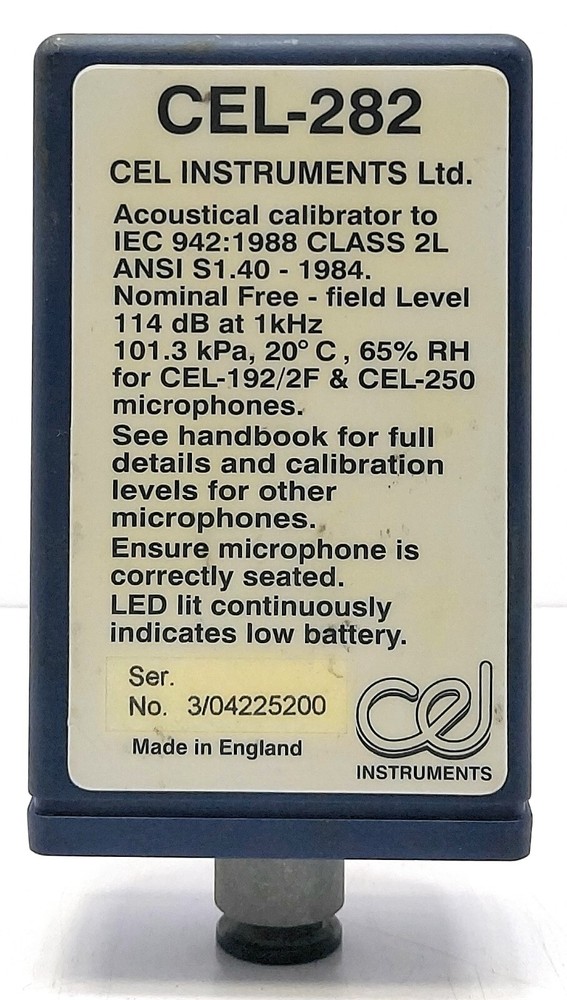 CEL-282
CEL INSTRUMENTS Ltd.
Acoustical calibrator to
IEC 942:1988 CLASS 2L
ANSI S1.40 - 1984.
Nominal Free - field Level
114 dB at 1kHz
101.3 kPa, 20° C , 65% RH
for CEL-192/2F & CEL-250
microphones.
See handbook for full
details and calibration
levels for other
microphones.
Ensure microphone is
correctly seated.
LED lit continuously
indicates low battery.
Ser.
No. 3/04225200
Made in England
cel
INSTRUMENTS